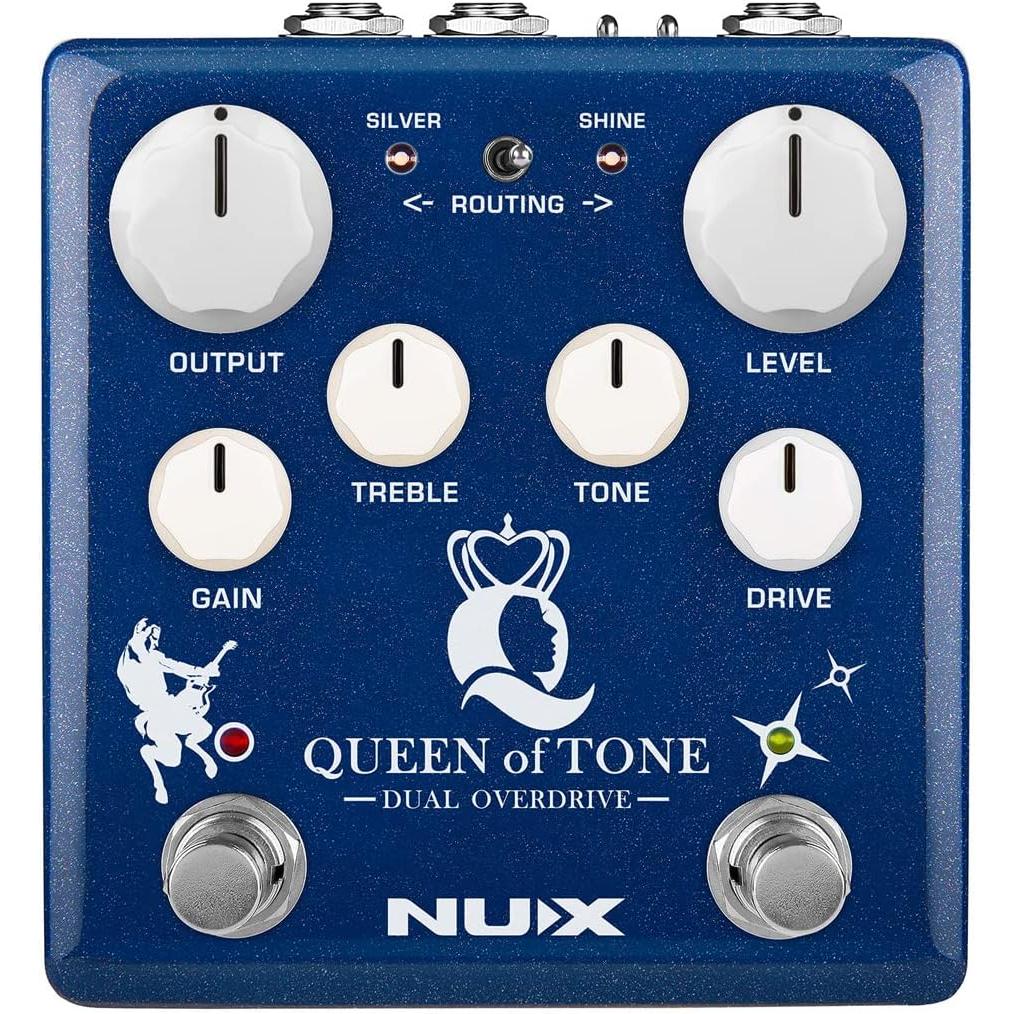 SILVER SHINE
<- ROUTING ->
OUTPUT LEVEL
TREBLE TONE
GAIN DRIVE
QUEEN of TONE
DUAL OVERDRIVE
NUX